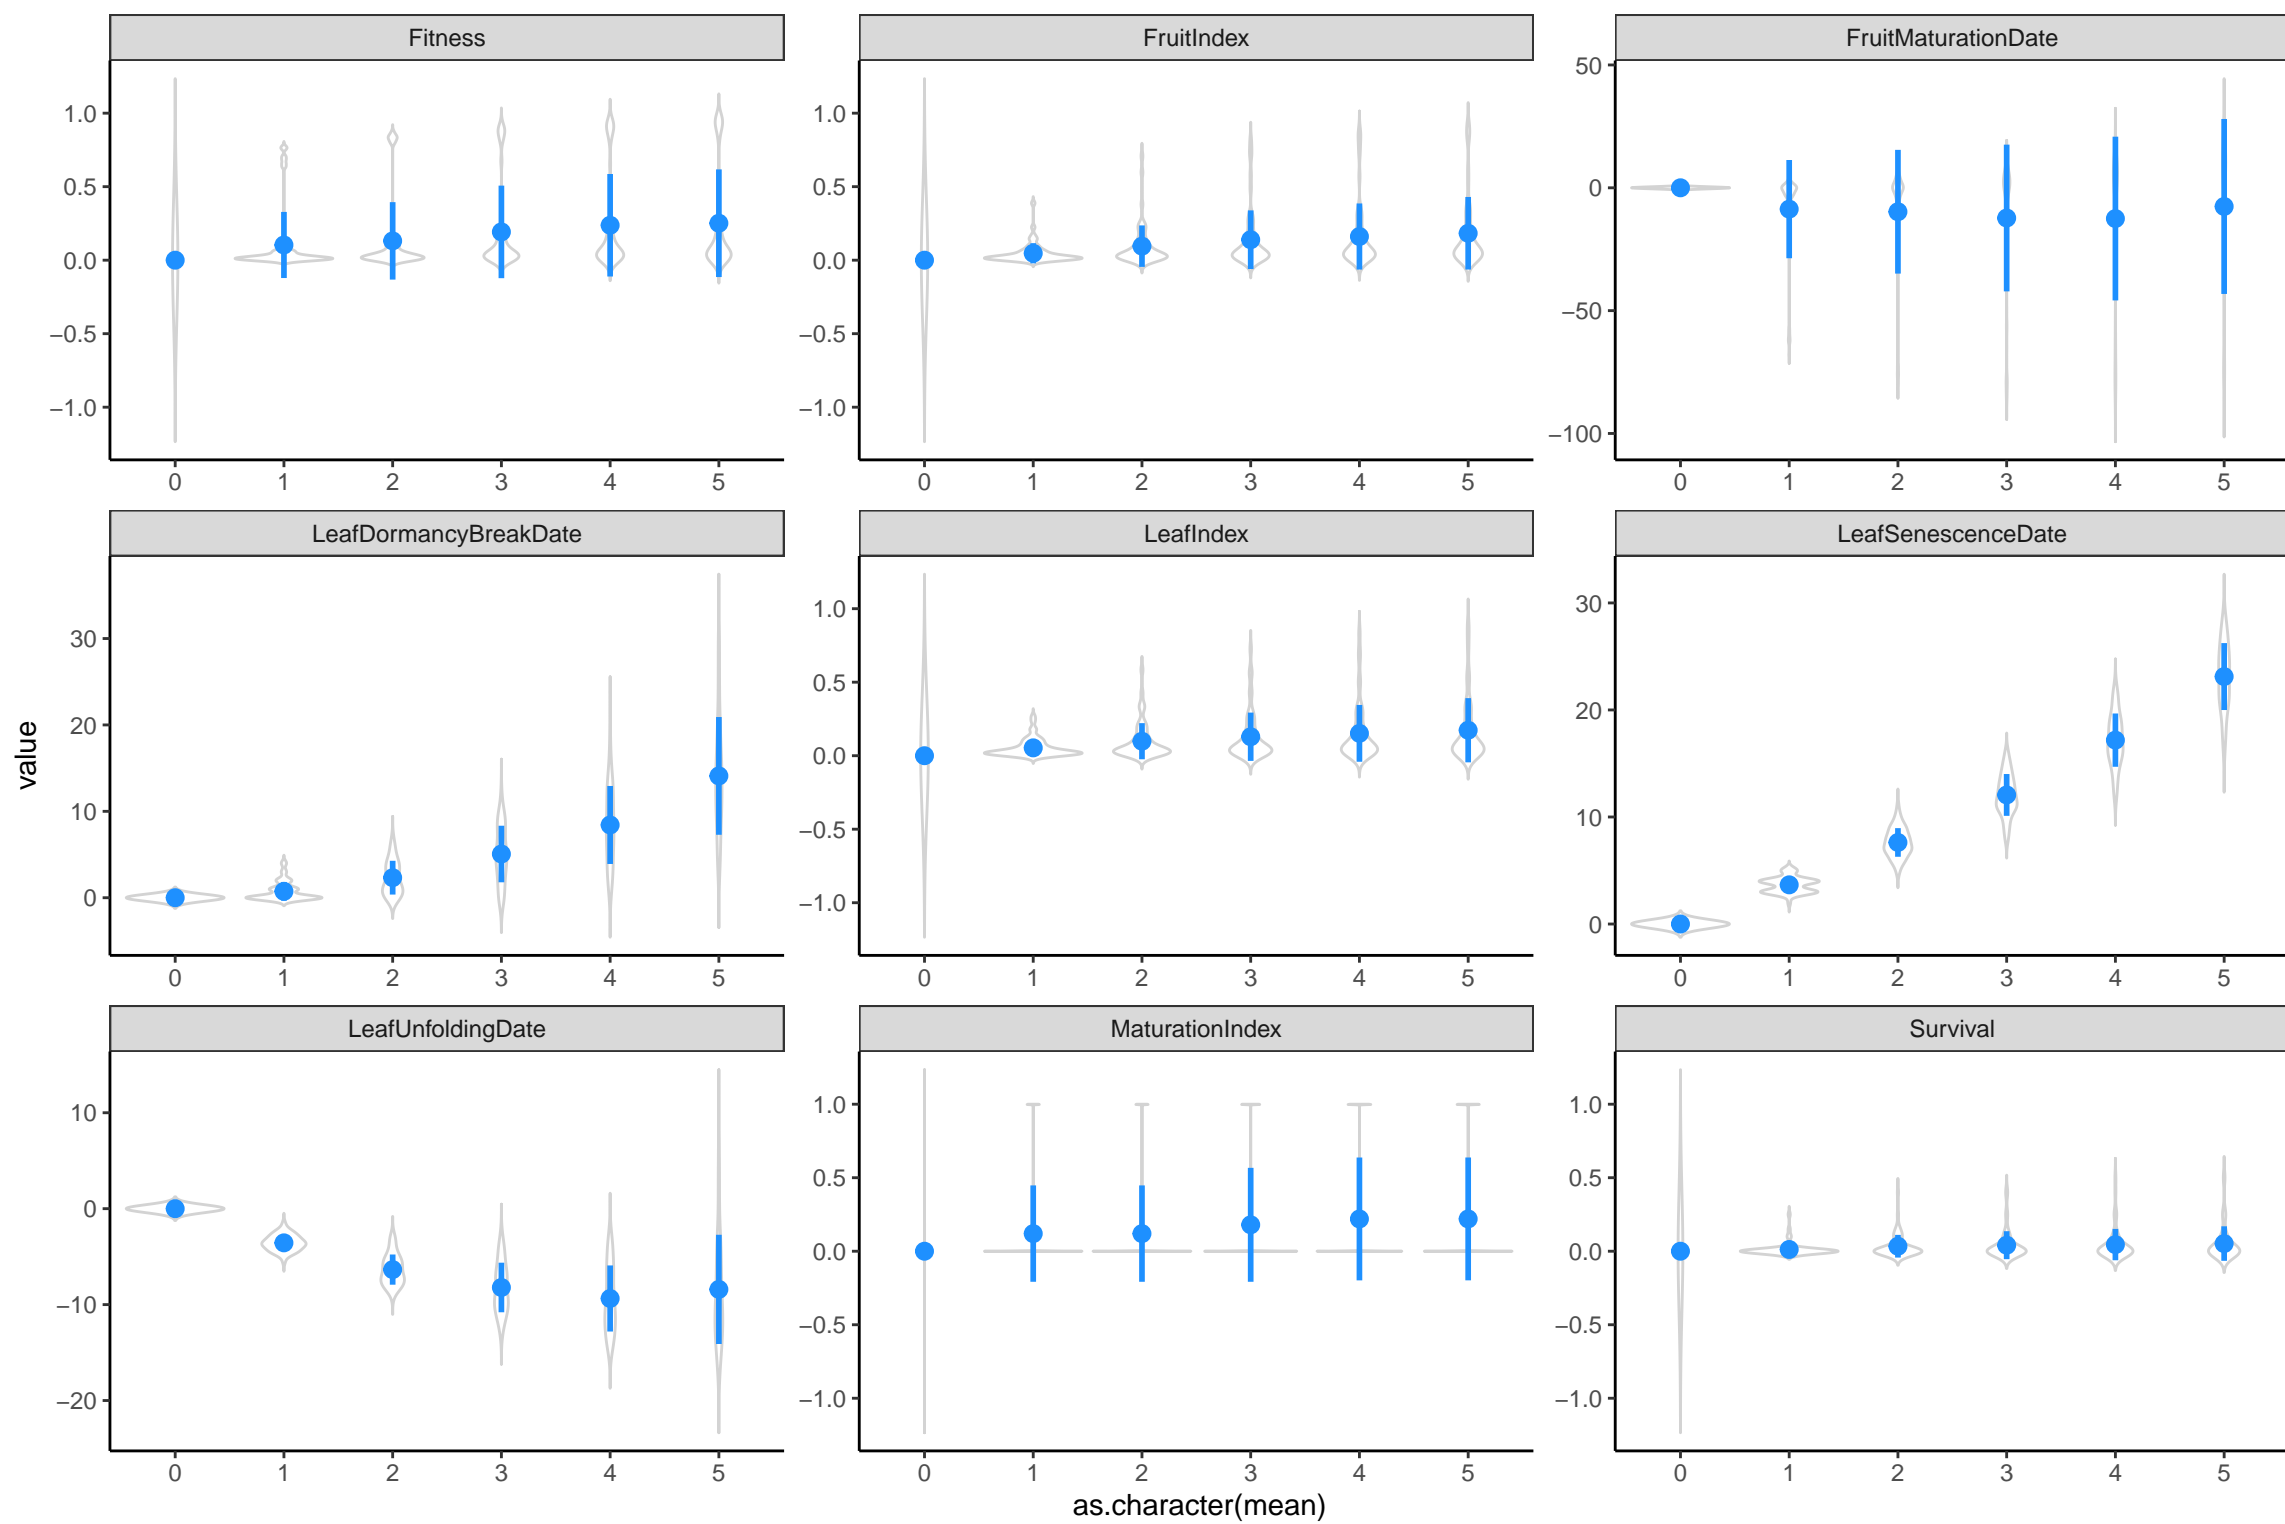 Fitness
FruitIndex
FruitMaturationDate
1.0
0.5
0.0
−0.5
−1.0
0 1 2 3 4 5
1.0
0.5
0.0
−0.5
−1.0
0 1 2 3 4 5
50
0
−50
−100
0 1 2 3 4 5
LeafDormancyBreakDate
LeafIndex
LeafSenescenceDate
value
30
20
10
0
0 1 2 3 4 5
1.0
0.5
0.0
−0.5
−1.0
0 1 2 3 4 5
30
20
10
0
0 1 2 3 4 5
LeafUnfoldingDate
MaturationIndex
Survival
10
0
−10
−20
0 1 2 3 4 5
1.0
0.5
0.0
−0.5
−1.0
0 1 2 3 4 5
1.0
0.5
0.0
−0.5
−1.0
0 1 2 3 4 5
as.character(mean)